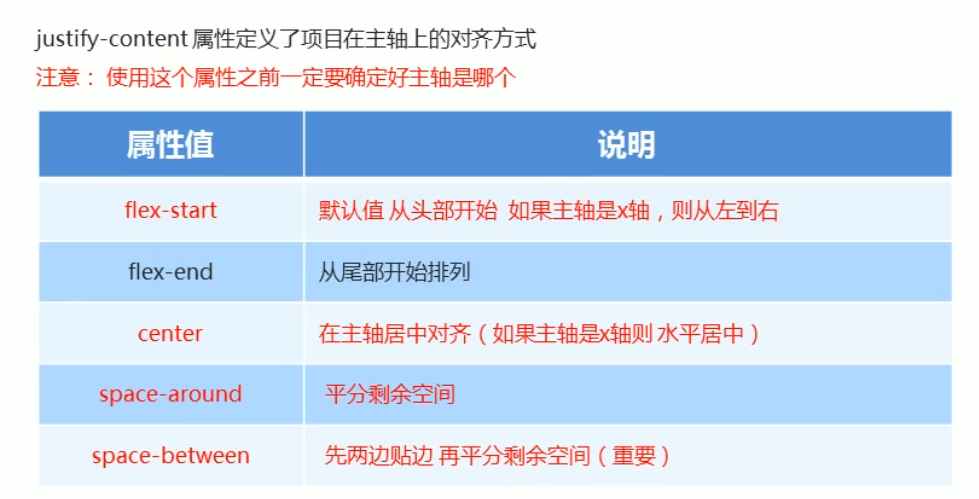 justify-content 属性定义了项目在主轴上的对齐方式
注意： 使用这个属性之前一定要确定好主轴是哪个
属性值 说明
flex-start 默认值 从头部开始 如果主轴是x轴，则从左到右
flex-end 从尾部开始排列
center 在主轴居中对齐（如果主轴是x轴则 水平居中）
space-around 平分剩余空间
space-between 先两边贴边 再平分剩余空间（重要）